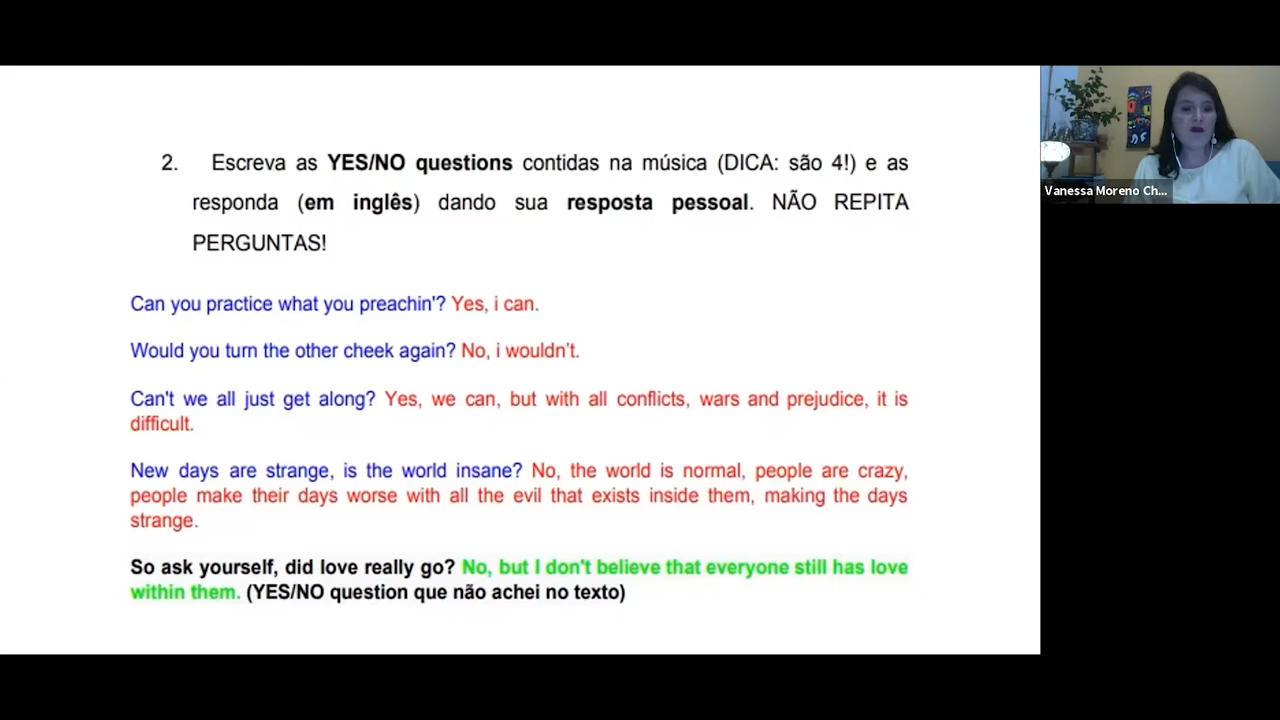 2. Escreva as YES/NO questions contidas na música (DICA: são 4!) e as
responda (em inglês) dando sua resposta pessoal. NÃO REPITA
PERGUNTAS!
Can you practice what you preachin'? Yes, i can.
Would you turn the other cheek again? No, i wouldn't.
Can't we all just get along? Yes, we can, but with all conflicts, wars and prejudice, it is
difficult.
New days are strange, is the world insane? No, the world is normal, people are crazy,
people make their days worse with all the evil that exists inside them, making the days
strange.
So ask yourself, did love really go? No, but I don't believe that everyone still has love
within them. (YES/NO question que não achei no texto)
Vanessa Moreno Ch...